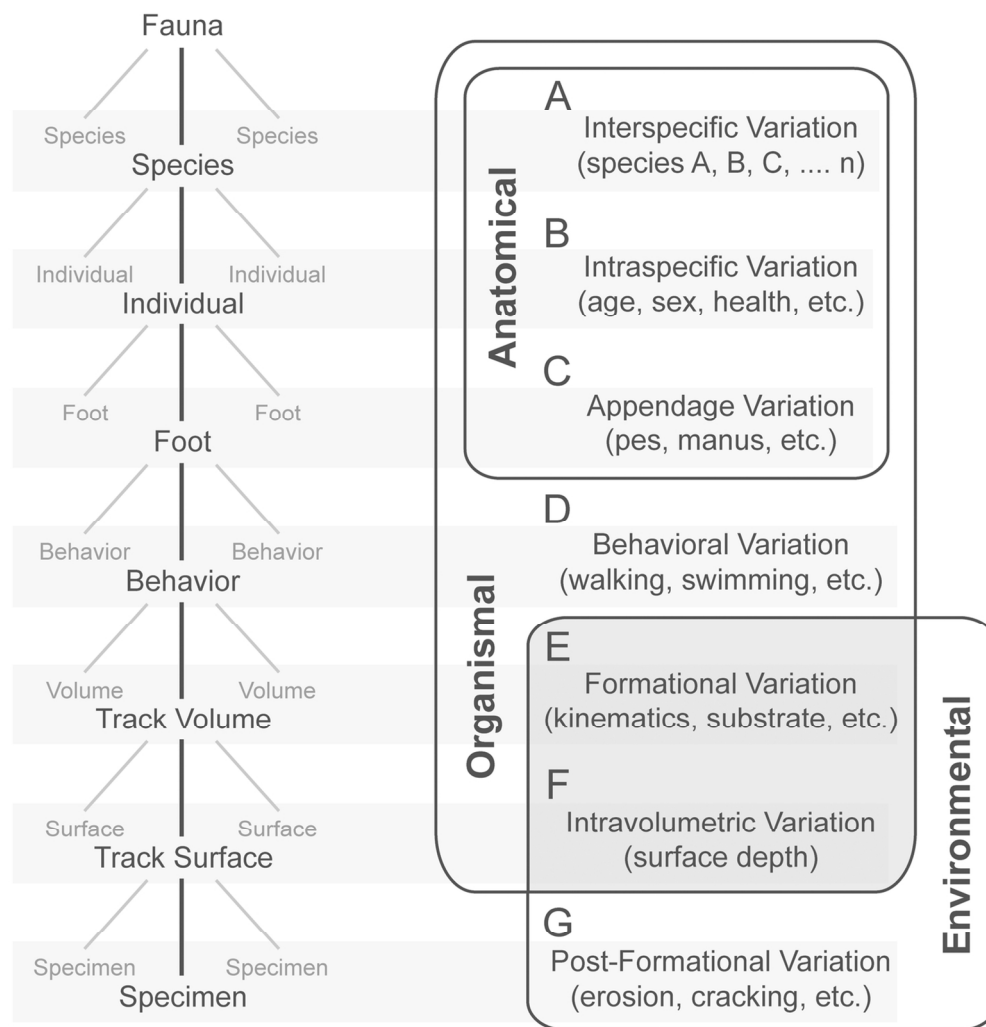 Fauna
Species Species
Species
Individual Individual
Individual
Foot Foot
Foot
Behavior Behavior
Behavior
Volume Volume
Track Volume
Surface Surface
Track Surface
Specimen Specimen
Specimen
Anatomical
Organismal
Environmental
A
Interspecific Variation
(species A, B, C, .... n)
B
Intraspecific Variation
(age, sex, health, etc.)
C
Appendage Variation
(pes, manus, etc.)
D
Behavioral Variation
(walking, swimming, etc.)
E
Formational Variation
(kinematics, substrate, etc.)
F
Intravolumetric Variation
(surface depth)
G
Post-Formational Variation
(erosion, cracking, etc.)